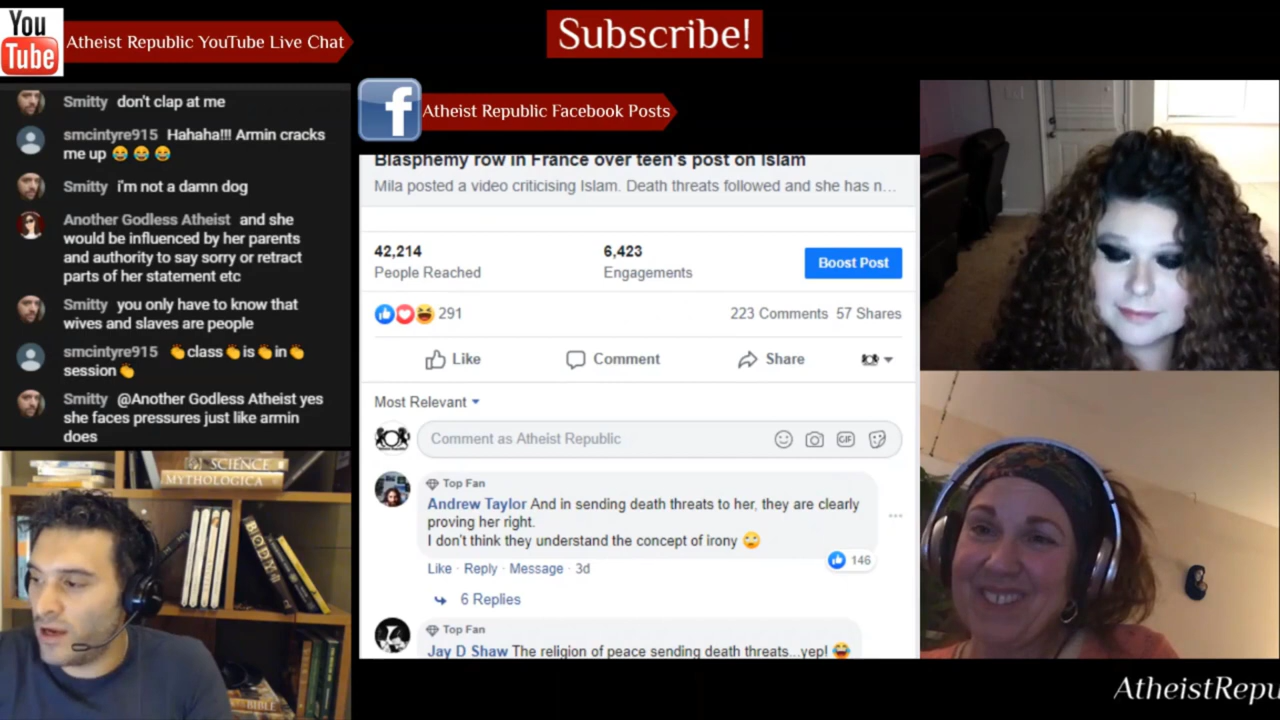 You
Tube
Atheist Republic YouTube Live Chat
Subscribe!
Smitty don't clap at me
smcintyre915 Hahaha!!! Armin cracks
me up 😂 😂 😂
Smitty i'm not a damn dog
Another Godless Atheist and she
would be influenced by her parents
and authority to say sorry or retract
parts of her statement etc
Smitty you only have to know that
wives and slaves are people
smcintyre915 👏class👏is👏in👏
session👏
Smitty @Another Godless Atheist yes
she faces pressures just like armin
does
f
Atheist Republic Facebook Posts
Blasphemy row in France over teen's post on Islam
Mila posted a video criticising Islam. Death threats followed and she has n...
42,214
People Reached
6,423
Engagements
Boost Post
291
223 Comments 57 Shares
Like
Comment
Share
Most Relevant
Comment as Atheist Republic
GIF
Top Fan
Andrew Taylor And in sending death threats to her, they are clearly
proving her right.
I don't think they understand the concept of irony 🙄
146
Like · Reply · Message · 3d
6 Replies
Top Fan
Jay D Shaw The religion of peace sending death threats...yep! 😂
SCIENCE
MYTHOLOGICA
BODY
BIBLE
AtheistRepu